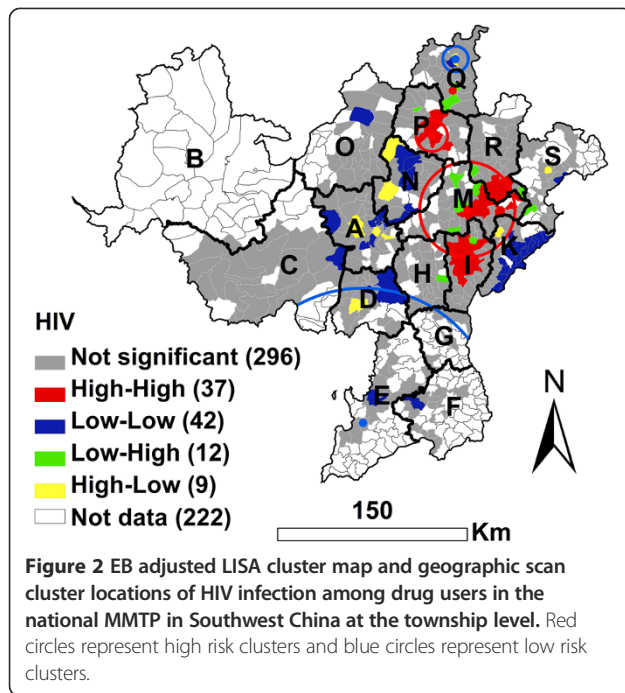 Q
P
O
R
B
S
N
M
A
K
C
I
H
D
G
E
F
HIV
Not significant (296)
High-High (37)
Low-Low (42)
Low-High (12)
High-Low (9)
Not data (222)
N
150
Km
Figure 2 EB adjusted LISA cluster map and geographic scan
cluster locations of HIV infection among drug users in the
national MMTP in Southwest China at the township level. Red
circles represent high risk clusters and blue circles represent low risk
clusters.